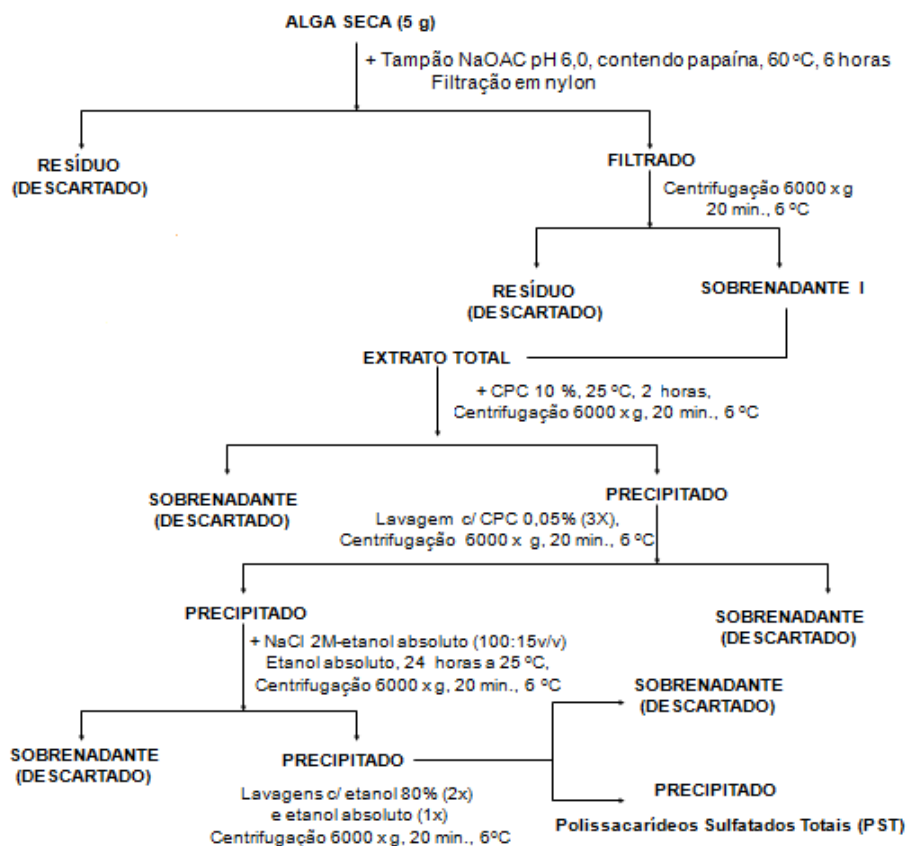 ALGA SECA (5 g)
+ Tampão NaOAC pH 6,0, contendo papaína, 60 ºC, 6 horas
Filtração em nylon
RESÍDUO
(DESCARTADO)
FILTRADO
Centrifugação 6000 x g
20 min., 6 ºC
RESÍDUO
(DESCARTADO)
SOBRENADANTE I
EXTRATO TOTAL
+ CPC 10 %, 25 ºC, 2 horas,
Centrifugação 6000 x g, 20 min., 6 ºC
SOBRENADANTE
(DESCARTADO)
PRECIPITADO
Lavagem c/ CPC 0,05% (3X),
Centrifugação 6000 x g, 20 min., 6 ºC
PRECIPITADO
SOBRENADANTE
(DESCARTADO)
+ NaCl 2M-etanol absoluto (100:15v/v)
Etanol absoluto, 24 horas a 25 ºC,
Centrifugação 6000 x g, 20 min., 6 ºC
SOBRENADANTE
(DESCARTADO)
SOBRENADANTE
(DESCARTADO)
PRECIPITADO
Lavagens c/ etanol 80% (2x)
e etanol absoluto (1x)
Centrifugação 6000 x g, 20 min., 6ºC
PRECIPITADO
Polissacarídeos Sulfatados Totais (PST)